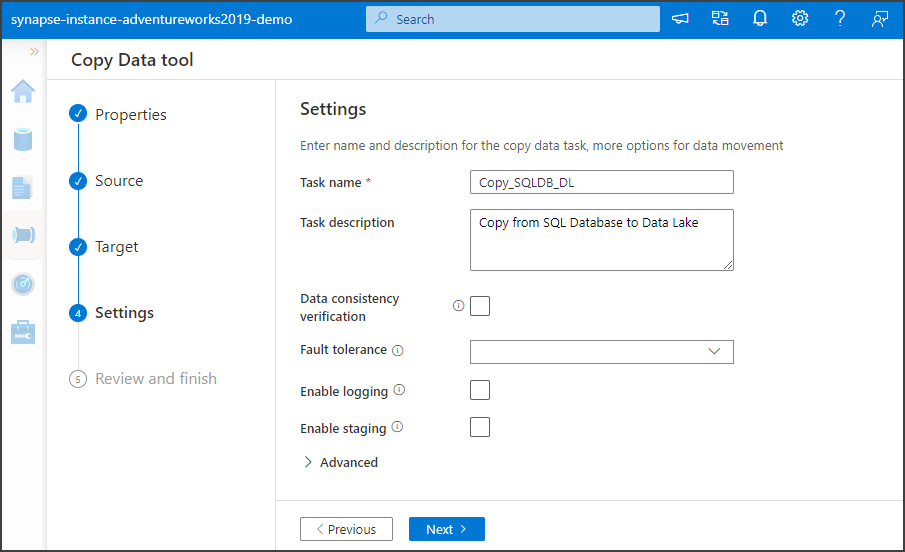 synapse-instance-adventureworks2019-demo
Search
Copy Data tool
Properties
Source
Target
4 Settings
5 Review and finish
Settings
Enter name and description for the copy data task, more options for data movement
Task name *
Copy_SQLDB_DL
Task description
Copy from SQL Database to Data Lake
Data consistency
verification
Fault tolerance
Enable logging
Enable staging
Advanced
Previous
Next